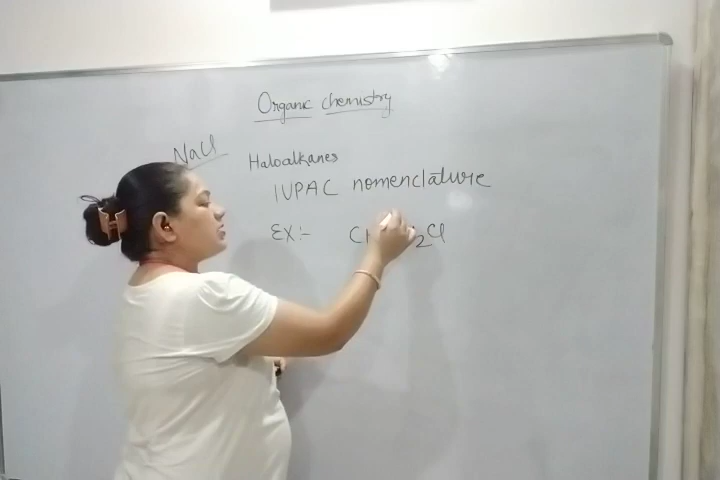 Organic chemistry
NaCl
Haloalkanes
IUPAC nomenclature
EX:-